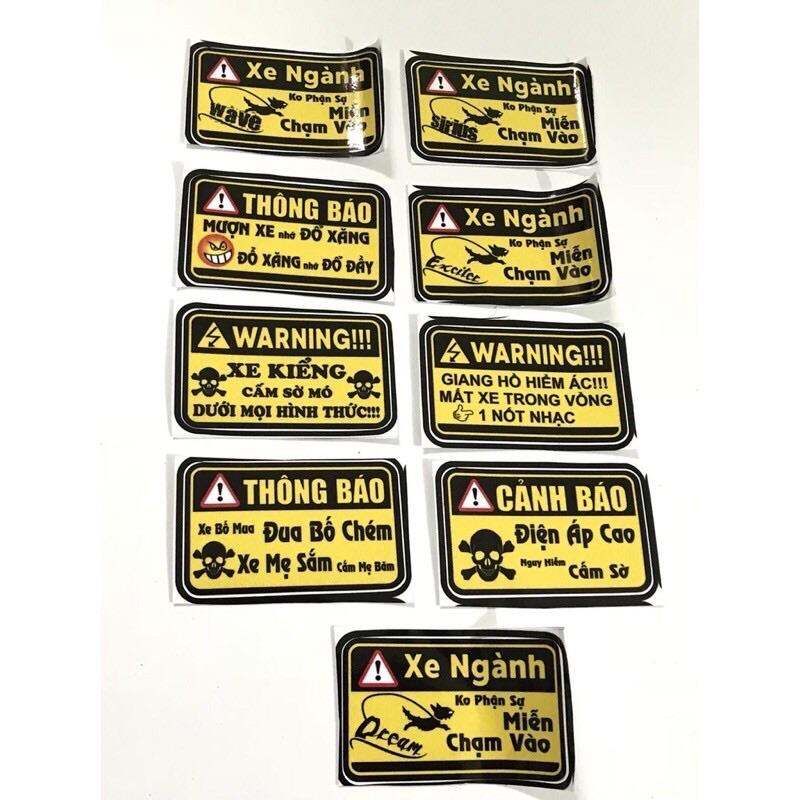 Xe Ngành
Ko Phận Sự
wave
Miễn
Chạm Vào
Xe Ngành
Ko Phận Sự
sirius
Miễn
Chạm Vào
THÔNG BÁO
MƯỢN XE nhớ ĐỔ XĂNG
ĐỔ XĂNG nhớ ĐỔ ĐẦY
Xe Ngành
Ko Phận Sự
Exciter
Miễn
Chạm Vào
WARNING!!!
XE KIỂNG
CẤM SỜ MÓ
DƯỚI MỌI HÌNH THỨC!!!
WARNING!!!
GIANG HỒ HIỂM ÁC!!!
MẤT XE TRONG VÒNG
1 NỐT NHẠC
THÔNG BÁO
Xe Bố Mua Đua Bố Chém
Xe Mẹ Sắm Cầm Mẹ Băm
CẢNH BÁO
Điện Áp Cao
Nguy Hiểm Cấm Sờ
Xe Ngành
Ko Phận Sự
Dream
Miễn
Chạm Vào